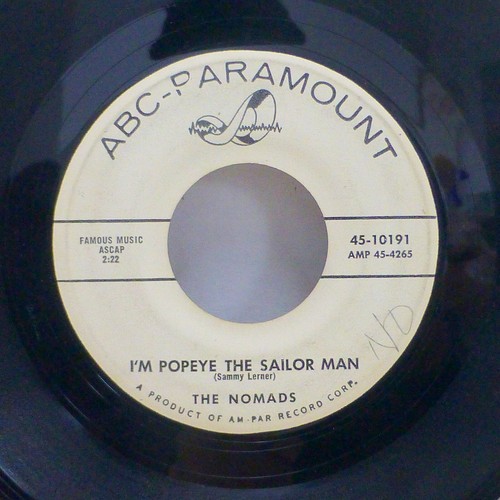 ABC-PARAMOUNT
FAMOUS MUSIC
ASCAP
2:22
45-10191
AMP 45-4265
NO
I'M POPEYE THE SAILOR MAN
(Sammy Lerner)
THE NOMADS
A PRODUCT OF AM-PAR RECORD CORP.